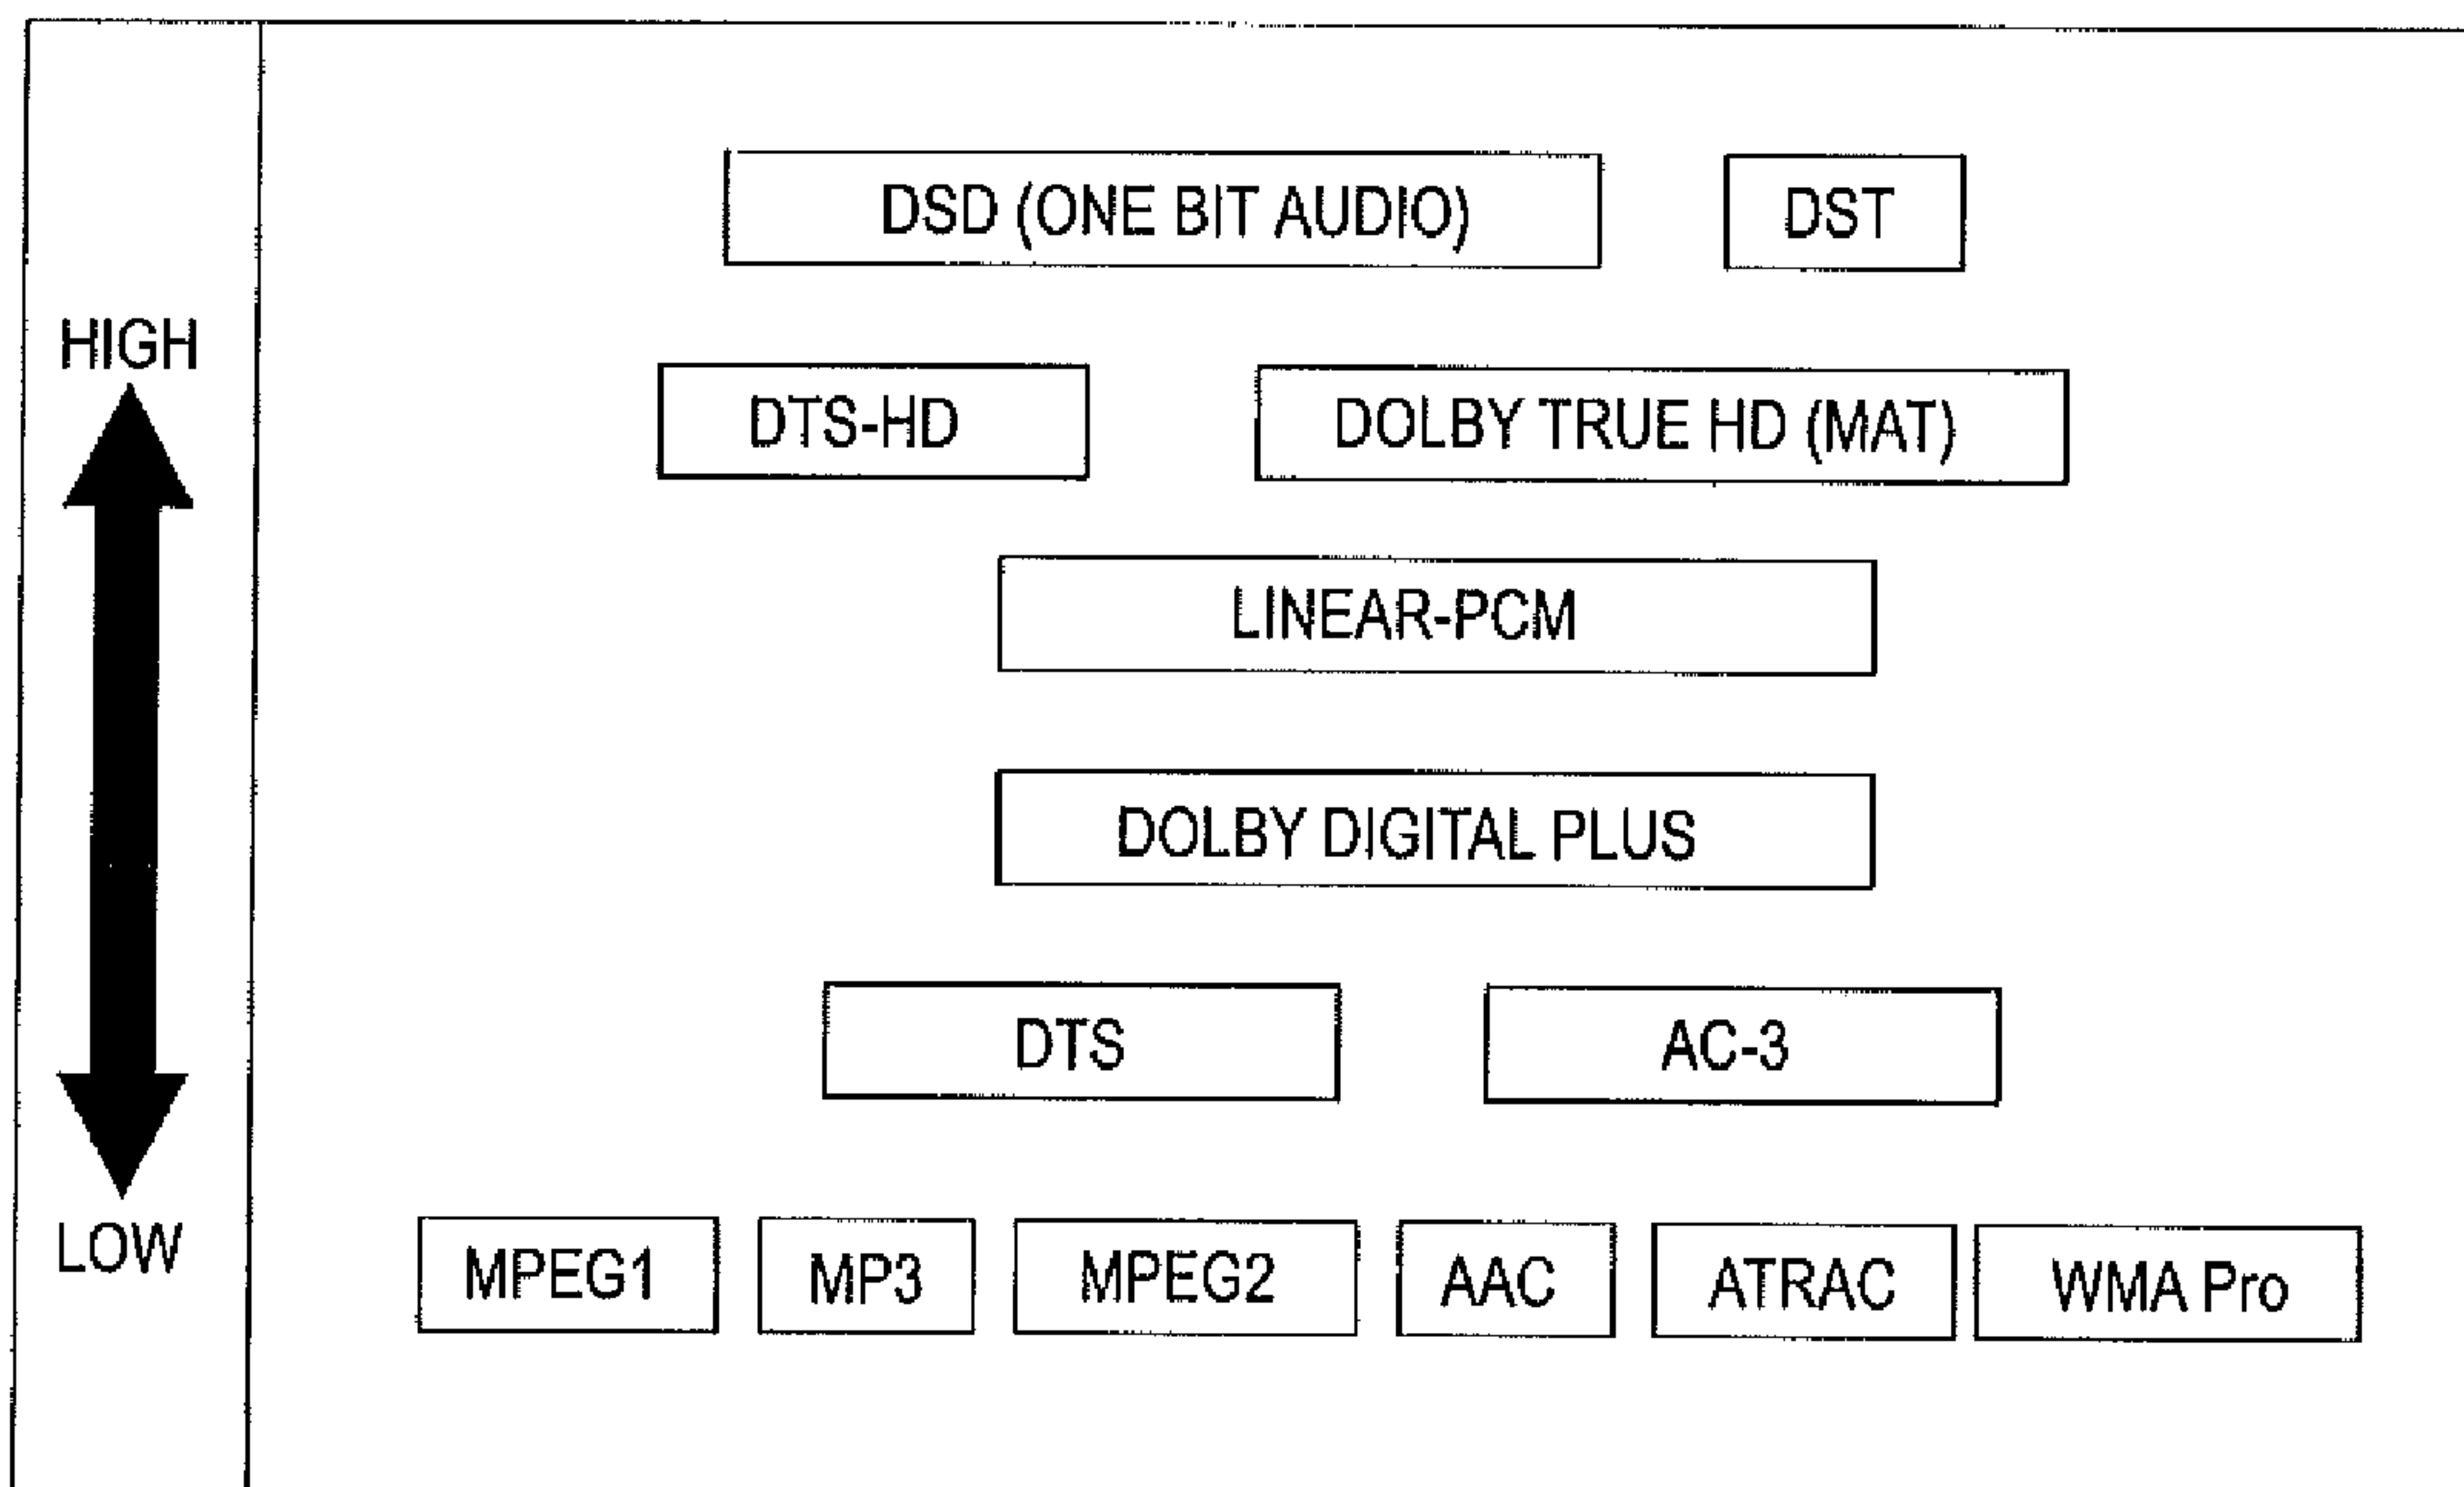 DSD (ONE BIT AUDIO) DST
HIGH
DTS-HD DOLBY TRUE HD (MAT)
LINEAR-PCM
DOLBY DIGITAL PLUS
DTS AC-3
LOW
MPEG1 MP3 MPEG2 AAC ATRAC WMA Pro